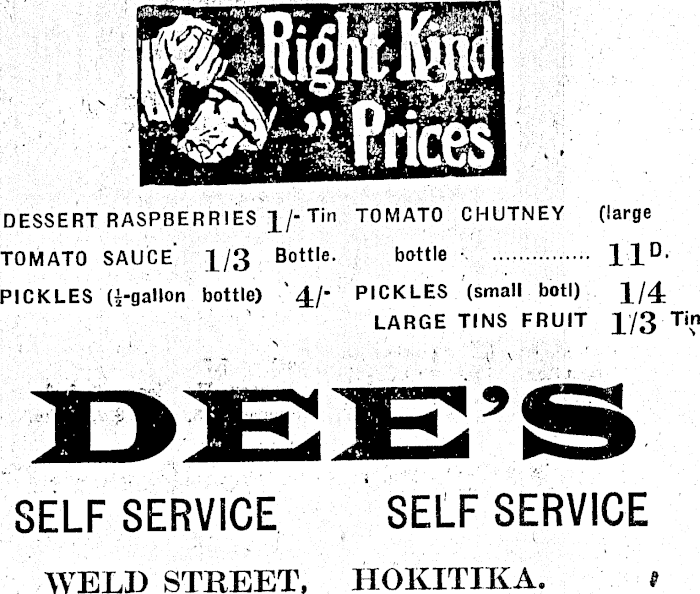 Right Kind
„ Prices
DESSERT RASPBERRIES 1/- Tin
TOMATO SAUCE 1/3 Bottle.
PICKLES (½-gallon bottle) 4/-
TOMATO CHUTNEY (large
bottle ............... 11D.
PICKLES (small botl) 1/4
LARGE TINS FRUIT 1/3 Tin
DEE'S
SELF SERVICE SELF SERVICE
WELD STREET, HOKITIKA.